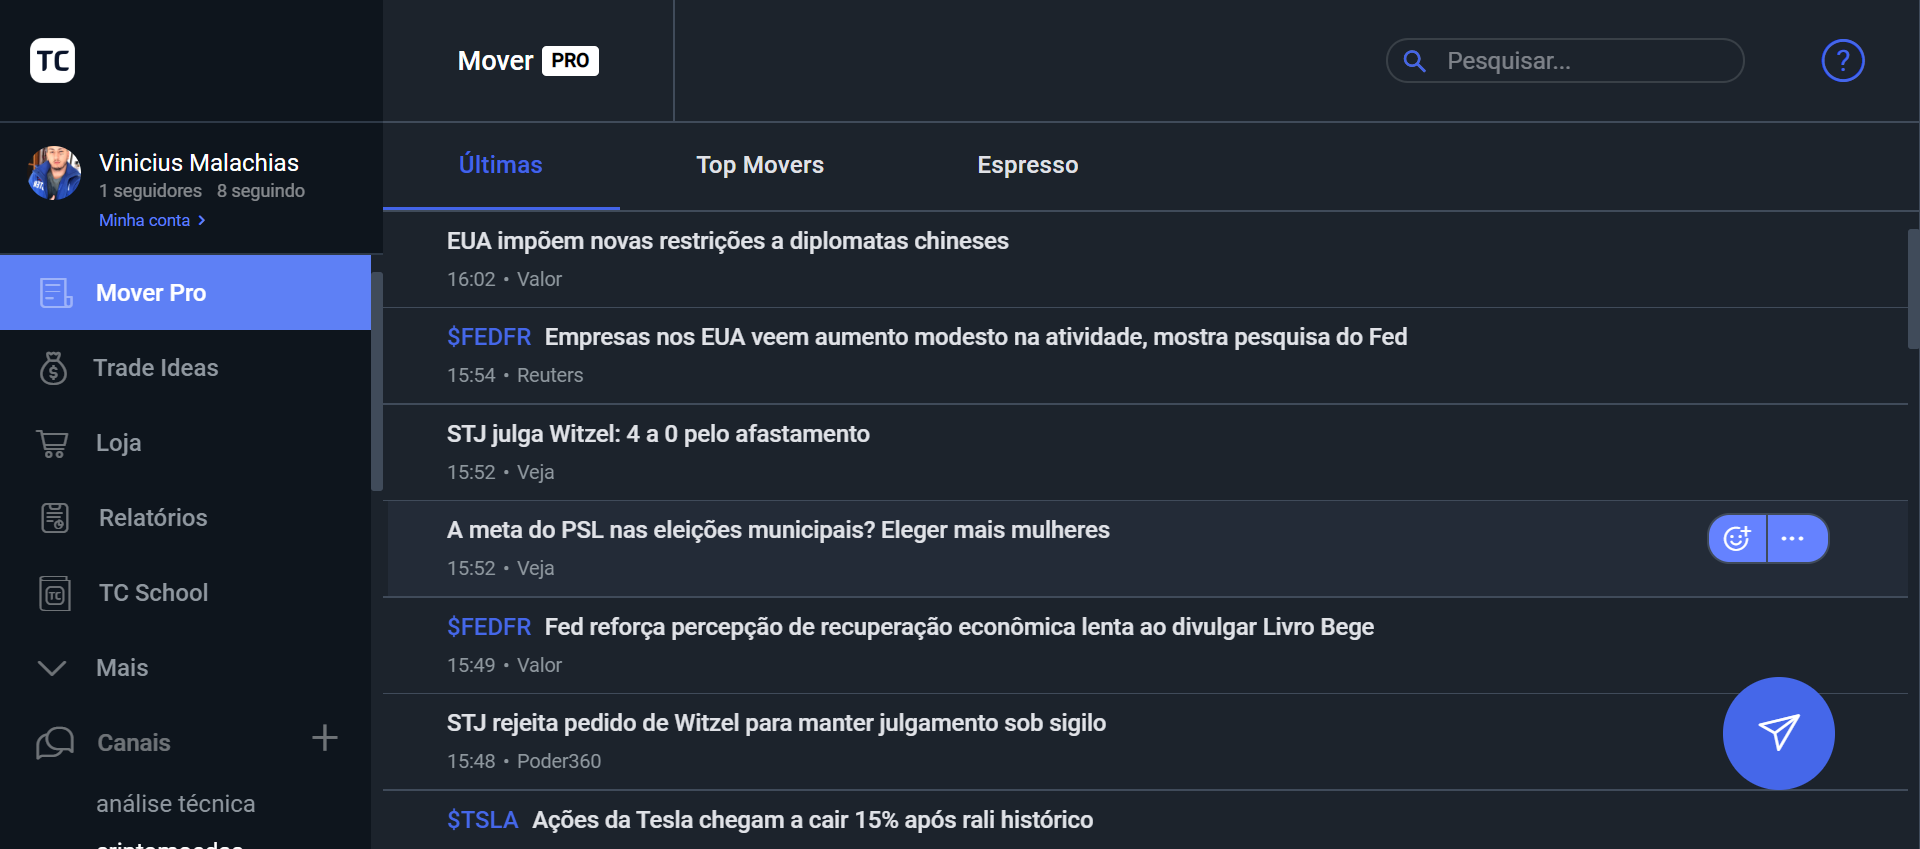 TC
Mover PRO
Pesquisar...
?
Vinicius Malachias
1 seguidores 8 seguindo
Minha conta >
Mover Pro
Trade Ideas
Loja
Relatórios
TC School
Mais
Canais
análise técnica
criptomoedas
Últimas
Top Movers
Espresso
EUA impõem novas restrições a diplomatas chineses
16:02 • Valor
$FEDFR Empresas nos EUA veem aumento modesto na atividade, mostra pesquisa do Fed
15:54 • Reuters
STJ julga Witzel: 4 a 0 pelo afastamento
15:52 • Veja
A meta do PSL nas eleições municipais? Eleger mais mulheres
15:52 • Veja
$FEDFR Fed reforça percepção de recuperação econômica lenta ao divulgar Livro Bege
15:49 • Valor
STJ rejeita pedido de Witzel para manter julgamento sob sigilo
15:48 • Poder360
$TSLA Ações da Tesla chegam a cair 15% após rali histórico